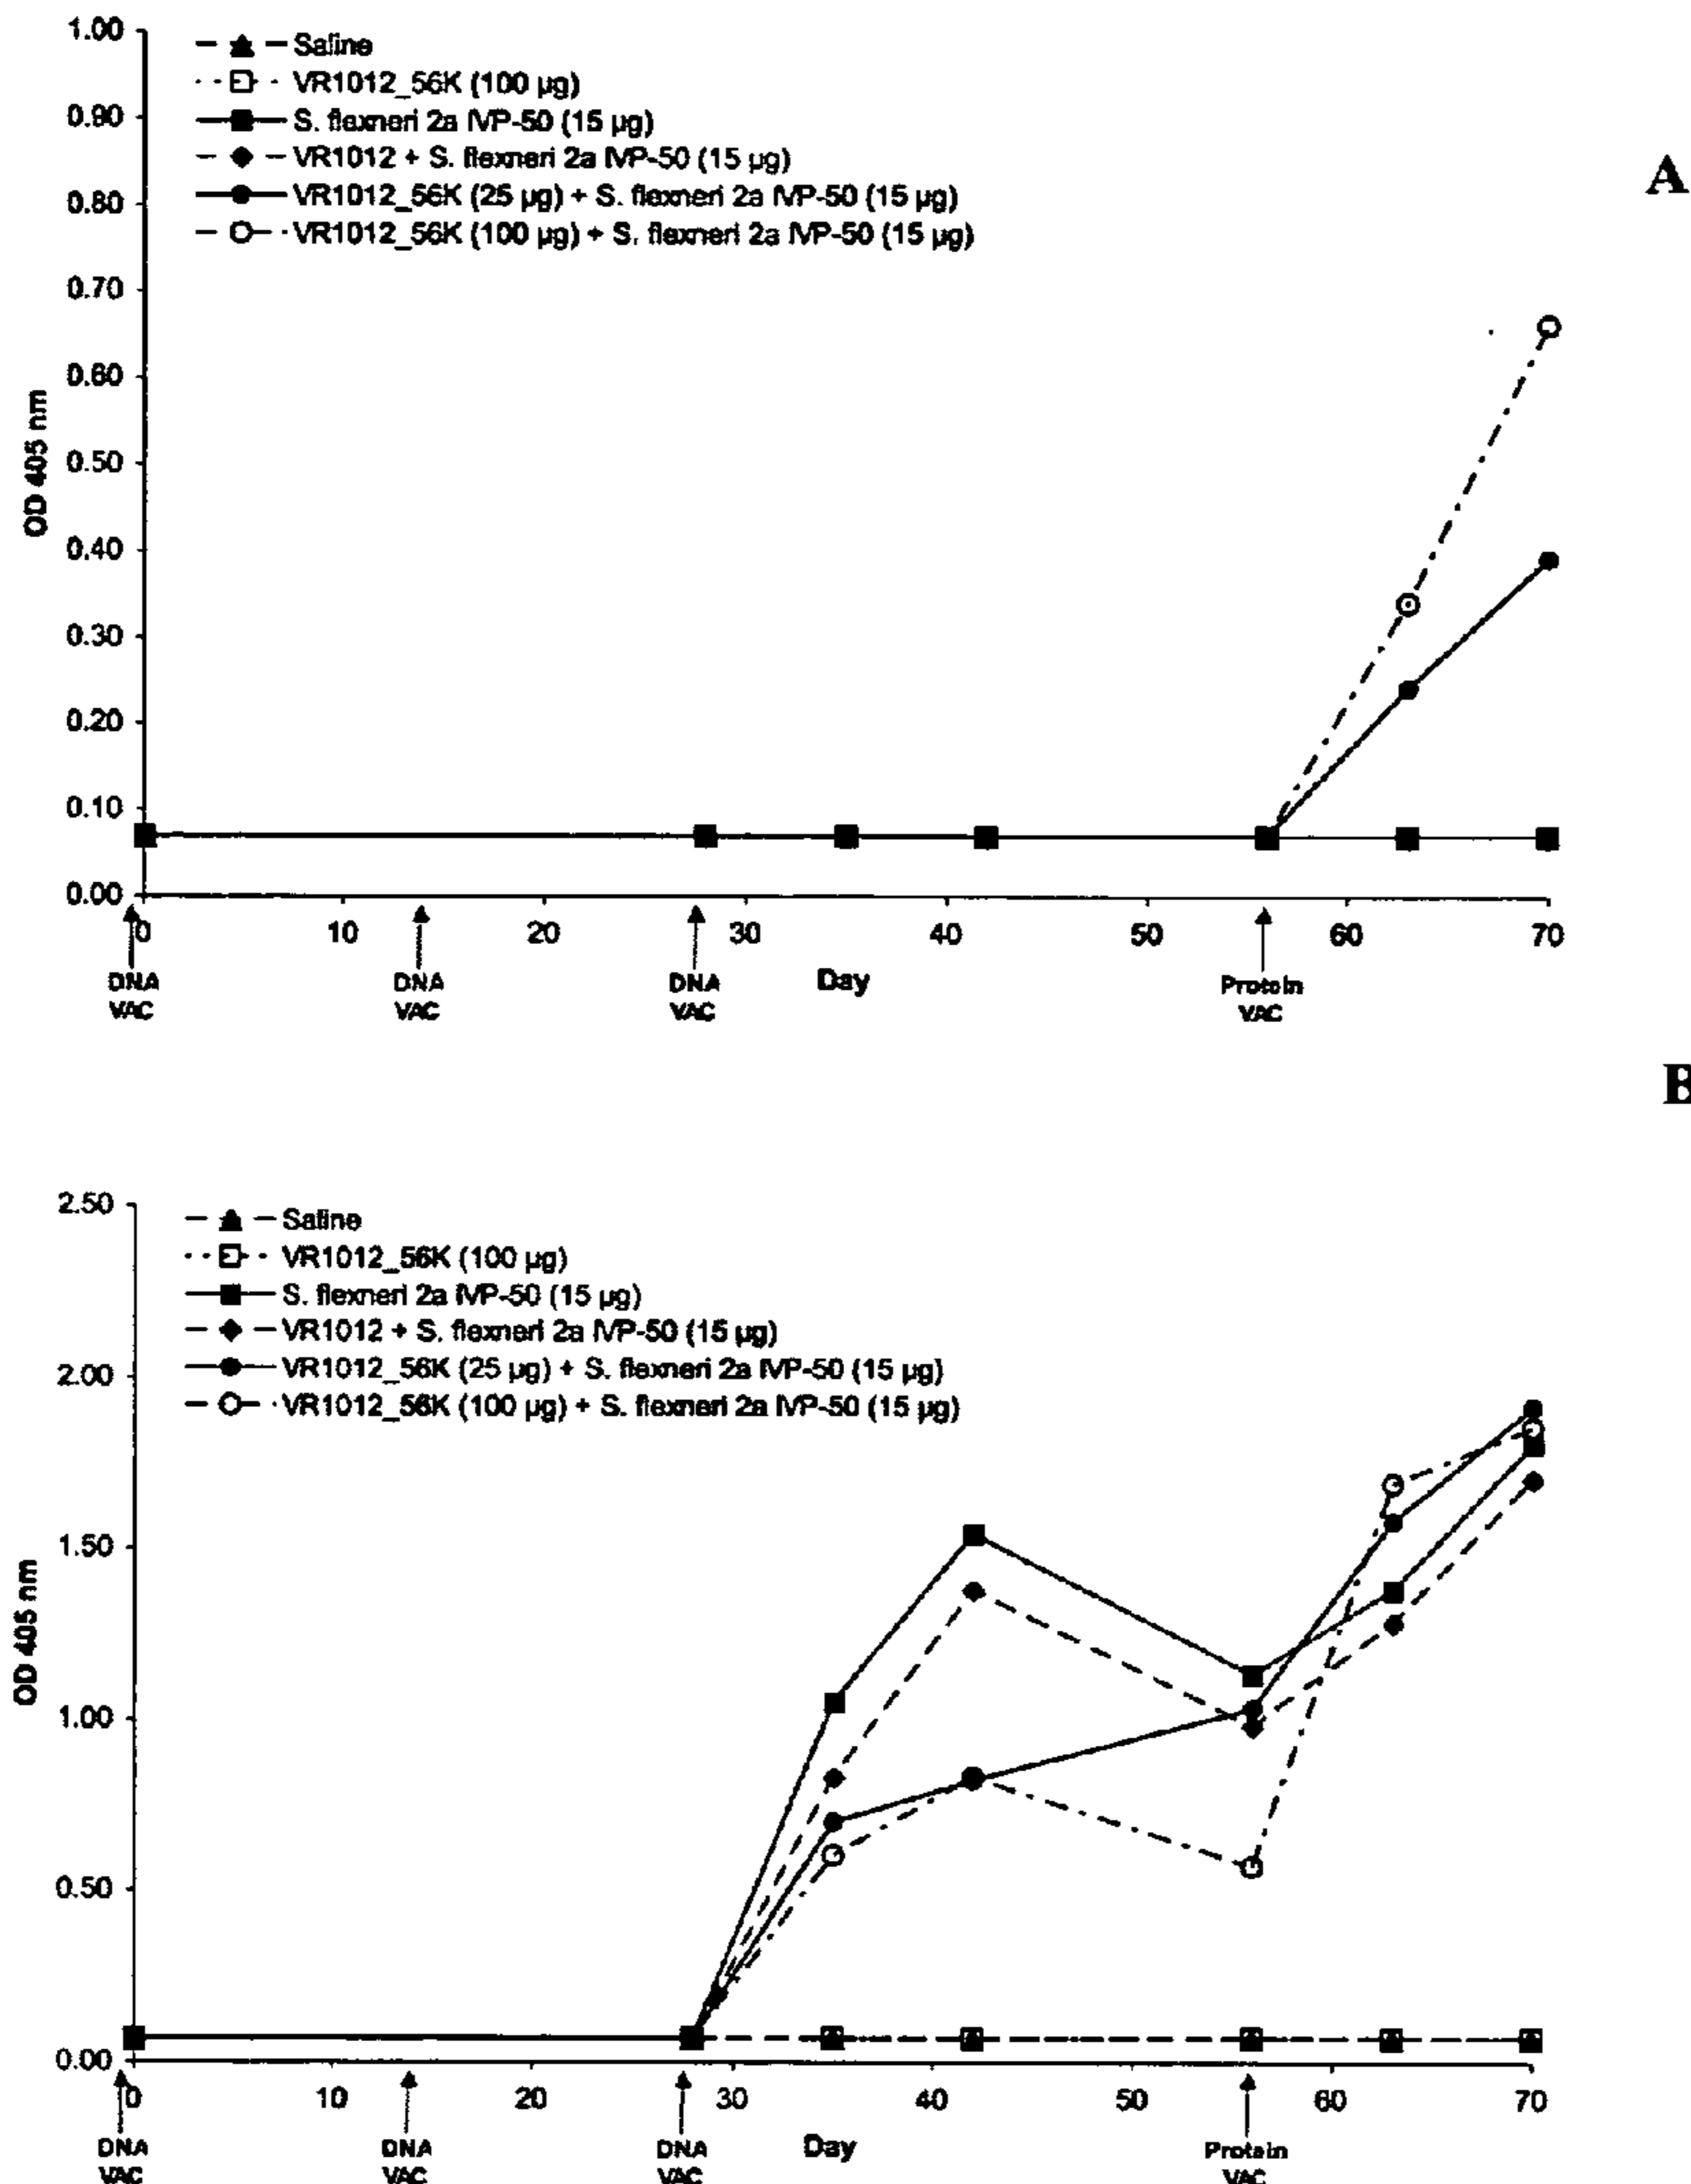 1.00
0.90
0.80
0.70
0.60
0.50
0.40
0.30
0.20
0.10
0.00
OD 405 nm
Saline
VR1012_56K (100 µg)
S. flexneri 2a IVP-50 (15 µg)
VR1012 + S. flexneri 2a IVP-50 (15 µg)
VR1012_56K (25 µg) + S. flexneri 2a IVP-50 (15 µg)
VR1012_56K (100 µg) + S. flexneri 2a IVP-50 (15 µg)
A
0 10 20 30 40 50 60 70
DNA DNA DNA Day Protein
VAC VAC VAC VAC
B
2.50
2.00
1.50
1.00
0.50
0.00
OD 405 nm
Saline
VR1012_56K (100 µg)
S. flexneri 2a IVP-50 (15 µg)
VR1012 + S. flexneri 2a IVP-50 (15 µg)
VR1012_56K (25 µg) + S. flexneri 2a IVP-50 (15 µg)
VR1012_56K (100 µg) + S. flexneri 2a IVP-50 (15 µg)
0 10 20 30 40 50 60 70
DNA DNA DNA Day Protein
VAC VAC VAC VAC